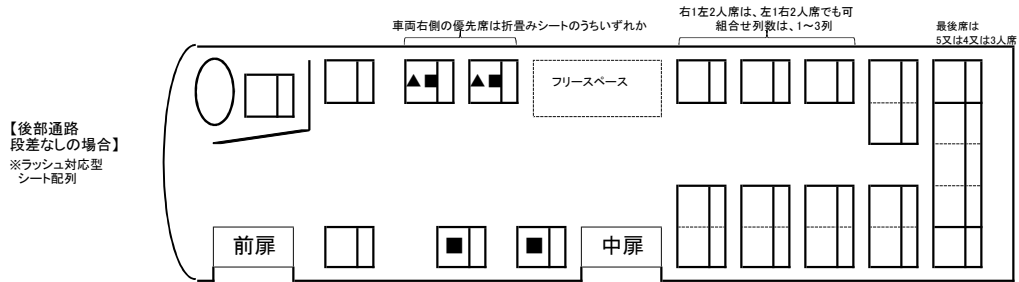 右1左2人席は、左1右2人席でも可
組合せ列数は、1～3列
車両右側の優先席は折畳みシートのうちいずれか
最後席は
5又は4又は3人席
▲■
▲■
フリースペース
【後部通路
段差なしの場合】
※ラッシュ対応型
シート配列
前扉
■
■
中扉